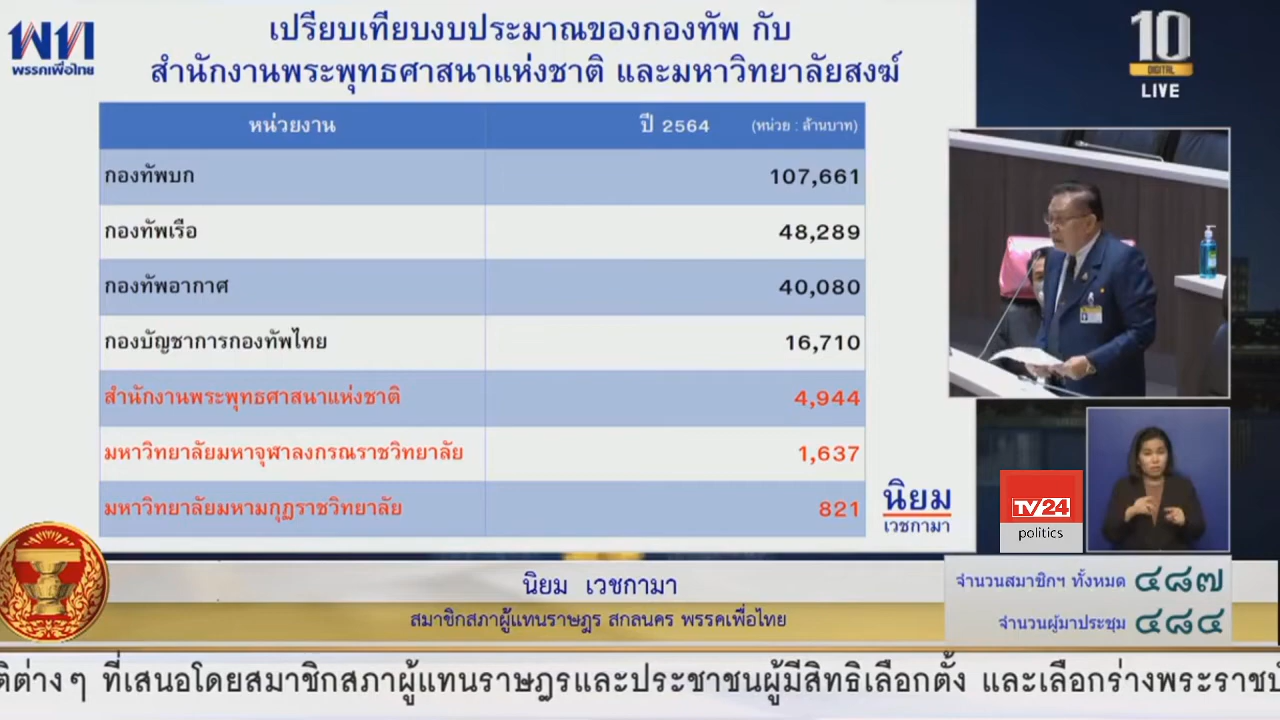 พท
พรรคเพื่อไทย
เปรียบเทียบงบประมาณของกองทัพ กับ
สำนักงานพระพุทธศาสนาแห่งชาติ และมหาวิทยาลัยสงฆ์
10
DIGITAL
LIVE
หน่วยงาน ปี 2564 (หน่วย : ล้านบาท)
กองทัพบก 107,661
กองทัพเรือ 48,289
กองทัพอากาศ 40,080
กองบัญชาการกองทัพไทย 16,710
สำนักงานพระพุทธศาสนาแห่งชาติ 4,944
มหาวิทยาลัยมหาจุฬาลงกรณราชวิทยาลัย 1,637
มหาวิทยาลัยมหามกุฏราชวิทยาลัย 821
นิยม
เวชกามา
TV24
politics
นิยม เวชกามา
สมาชิกสภาผู้แทนราษฎร สกลนคร พรรคเพื่อไทย
จำนวนสมาชิกฯ ทั้งหมด ๔๘๗
จำนวนผู้มาประชุม ๔๘๔
ติต่างๆ ที่เสนอโดยสมาชิกสภาผู้แทนราษฎรและประชาชนผู้มีสิทธิเลือกตั้ง และเลือกร่างพระราชบั